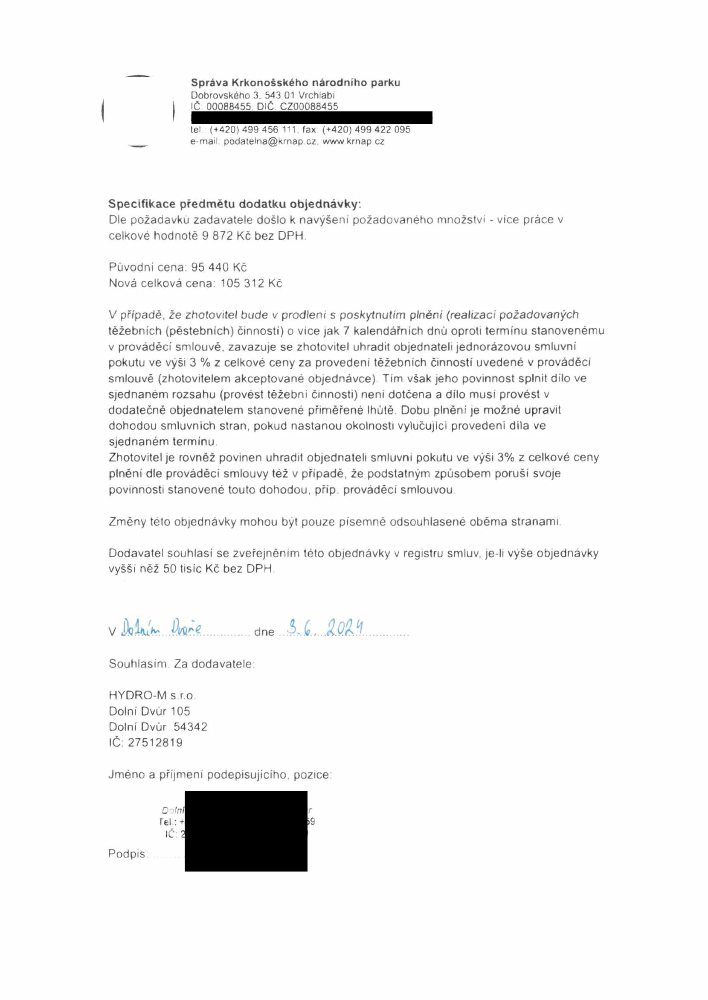 Správa Krkonošského národního parku
Dobrovského 3, 543 01 Vrchlabí
IČ: 00088455, DIČ: CZ00088455
tel.: (+420) 499 456 111, fax: (+420) 499 422 095
e-mail: podatelna@krnap.cz, www.krnap.cz
Specifikace předmětu dodatku objednávky:
Dle požadavků zadavatele došlo k navýšení požadovaného množství - více práce v
celkové hodnotě 9 872 Kč bez DPH.
Původní cena: 95 440 Kč
Nová celková cena: 105 312 Kč
V případě, že zhotovitel bude v prodlení s poskytnutím plnění (realizací požadovaných
těžebních (pěstebních) činností) o více jak 7 kalendářních dnů oproti termínu stanovenému
v prováděcí smlouvě, zavazuje se zhotovitel uhradit objednateli jednorázovou smluvní
pokutu ve výši 3 % z celkové ceny za provedení těžebních činností uvedené v prováděcí
smlouvě (zhotovitelem akceptované objednávce). Tím však jeho povinnost splnit dílo ve
sjednaném rozsahu (provést těžební činnosti) není dotčena a dílo musí provést v
dodatečně objednatelem stanovené přiměřené lhůtě. Dobu plnění je možné upravit
dohodou smluvních stran, pokud nastanou okolnosti vylučující provedení díla ve
sjednaném termínu.
Zhotovitel je rovněž povinen uhradit objednateli smluvní pokutu ve výši 3% z celkové ceny
plnění dle prováděcí smlouvy též v případě, že podstatným způsobem poruší svoje
povinnosti stanovené touto dohodou, příp. prováděcí smlouvou.
Změny této objednávky mohou být pouze písemně odsouhlasené oběma stranami.
Dodavatel souhlasí se zveřejněním této objednávky v registru smluv, je-li výše objednávky
vyšší něž 50 tisíc Kč bez DPH.
V Dolním Dvoře dne 3.6. 2024
Souhlasím. Za dodavatele:
HYDRO-M s.r.o.
Dolní Dvůr 105
Dolní Dvůr 54342
IČ: 27512819
Jméno a příjmení podepisujícího, pozice:
Dolní r
Tel.: + 59
IČ: 2
Podpis: